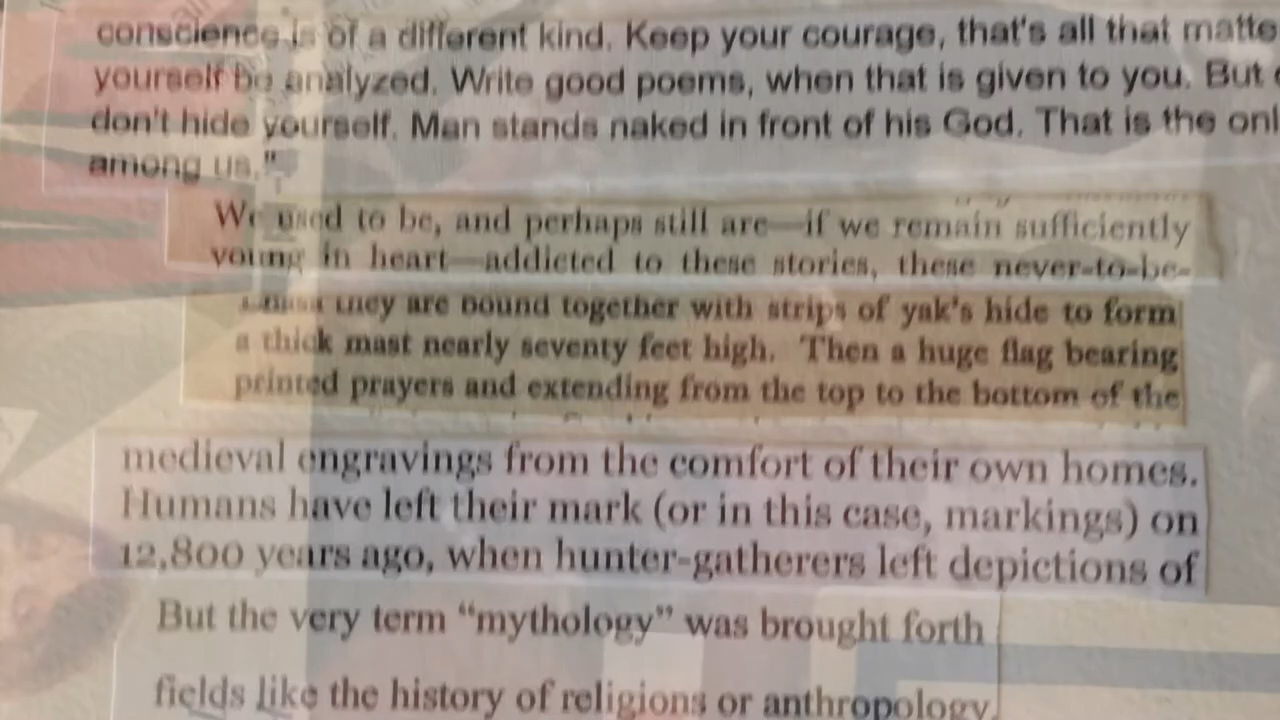 conscience is of a different kind. Keep your courage, that's all that matte
yourself be analyzed. Write good poems, when that is given to you. But
don't hide yourself. Man stands naked in front of his God. That is the onl
among us."
We used to be, and perhaps still are—if we remain sufficiently
young in heart—addicted to these stories, these never-to-be-
they are bound together with strips of yak's hide to form
a thick mast nearly seventy feet high. Then a huge flag bearing
printed prayers and extending from the top to the bottom of the
medieval engravings from the comfort of their own homes.
Humans have left their mark (or in this case, markings) on
12,800 years ago, when hunter-gatherers left depictions of
But the very term “mythology” was brought forth
fields like the history of religions or anthropology.